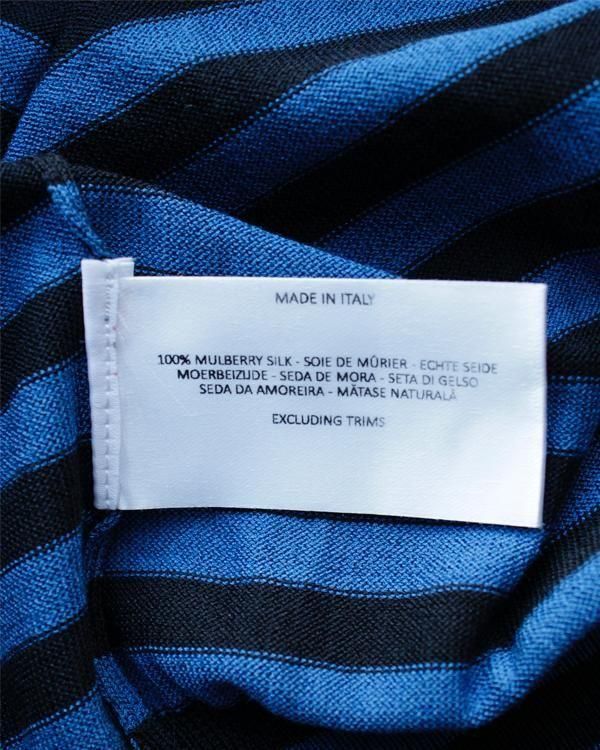 MADE IN ITALY
100% MULBERRY SILK - SOIE DE MÛRIER - ECHTE SEIDE
MOERBEIZIJDE - SEDA DE MORA - SETA DI GELSO
SEDA DA AMOREIRA - MĂTASE NATURALĂ
EXCLUDING TRIMS